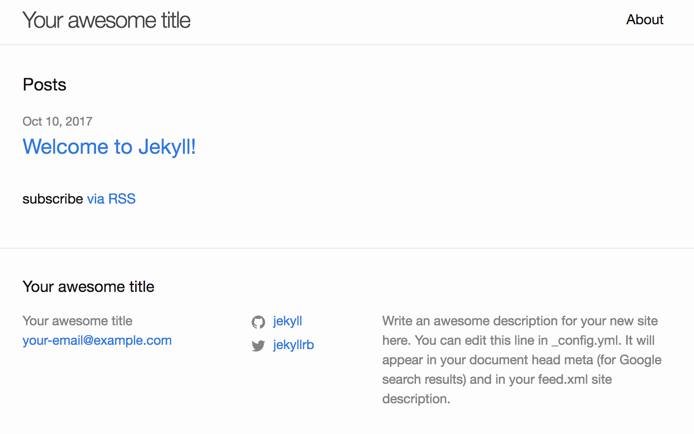 Your awesome title
About
Posts
Oct 10, 2017
Welcome to Jekyll!
subscribe via RSS
Your awesome title
Your awesome title
your-email@example.com
jekyll
jekyllrb
Write an awesome description for your new site
here. You can edit this line in _config.yml. It will
appear in your document head meta (for Google
search results) and in your feed.xml site
description.